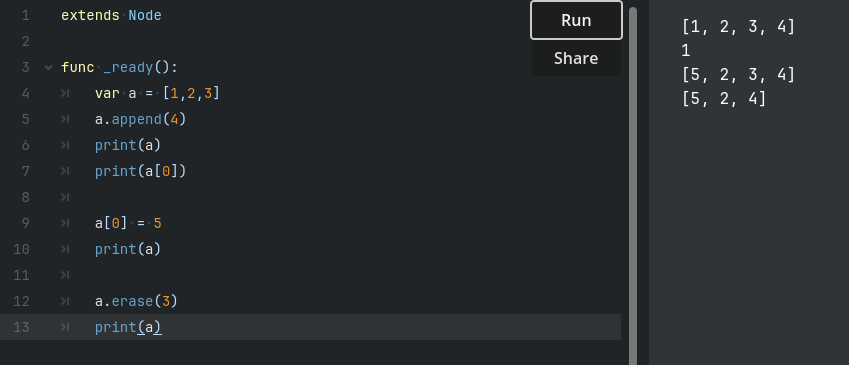 1 extends Node
2
3 func _ready():
4 var a = [1,2,3]
5 a.append(4)
6 print(a)
7 print(a[0])
8
9 a[0] = 5
10 print(a)
11
12 a.erase(3)
13 print(a)
Run
Share
[1, 2, 3, 4]
1
[5, 2, 3, 4]
[5, 2, 4]